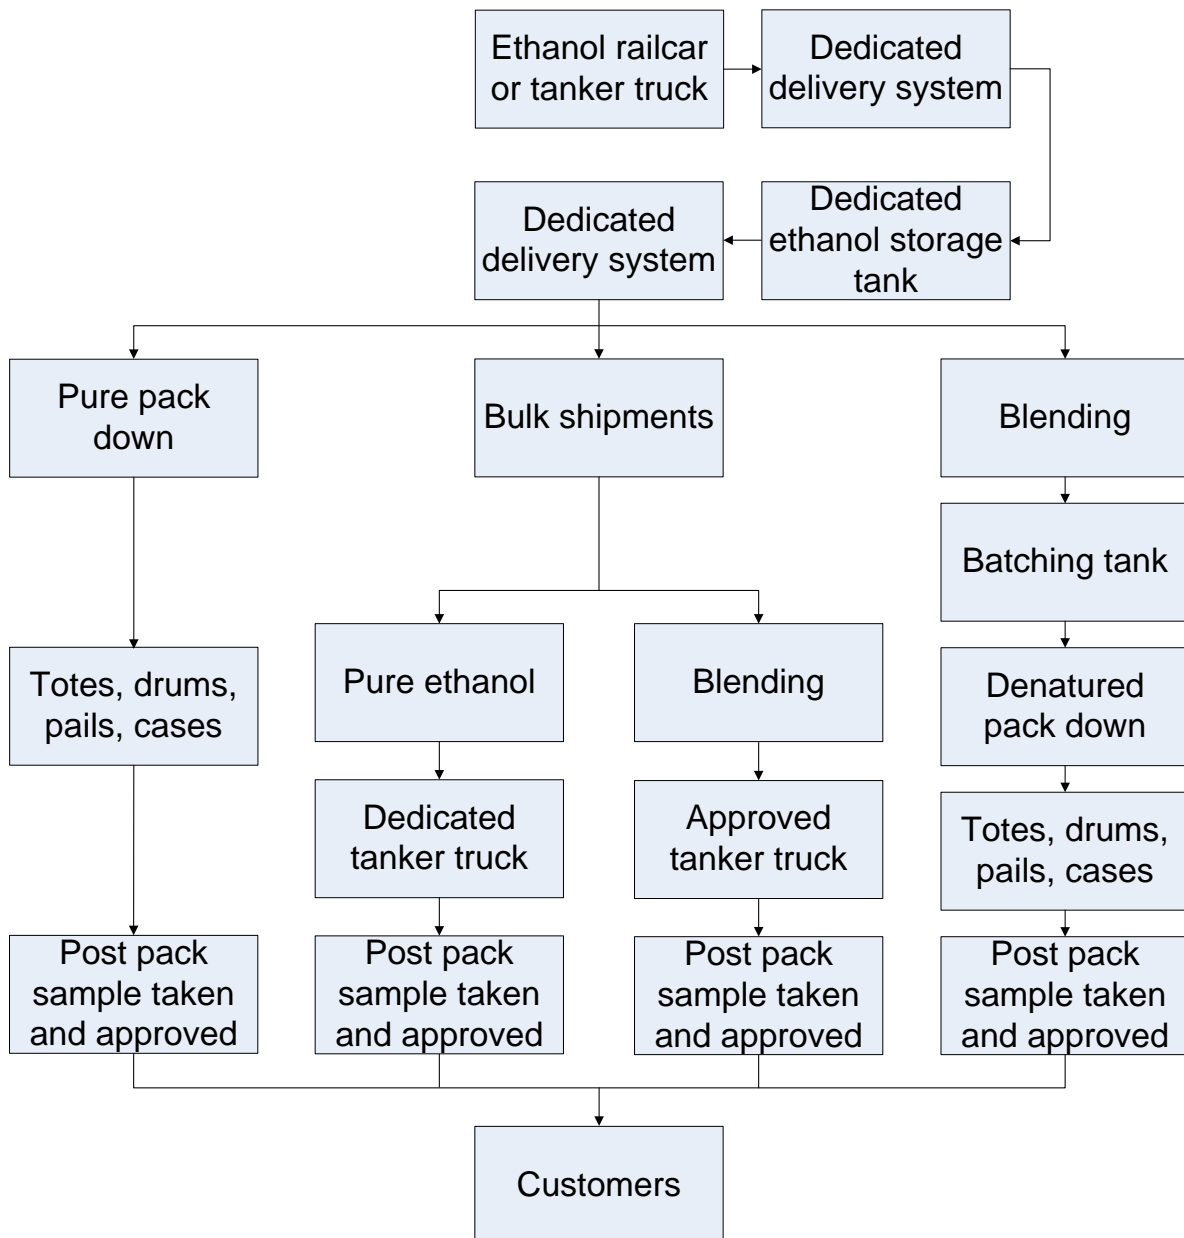 Ethanol railcar
or tanker truck
Dedicated
delivery system
Dedicated
delivery system
Dedicated
ethanol storage
tank
Pure pack
down
Bulk shipments
Blending
Batching tank
Pure ethanol
Blending
Totes, drums,
pails, cases
Denatured
pack down
Dedicated
tanker truck
Approved
tanker truck
Totes, drums,
pails, cases
Post pack
sample taken
and approved
Post pack
sample taken
and approved
Post pack
sample taken
and approved
Post pack
sample taken
and approved
Customers